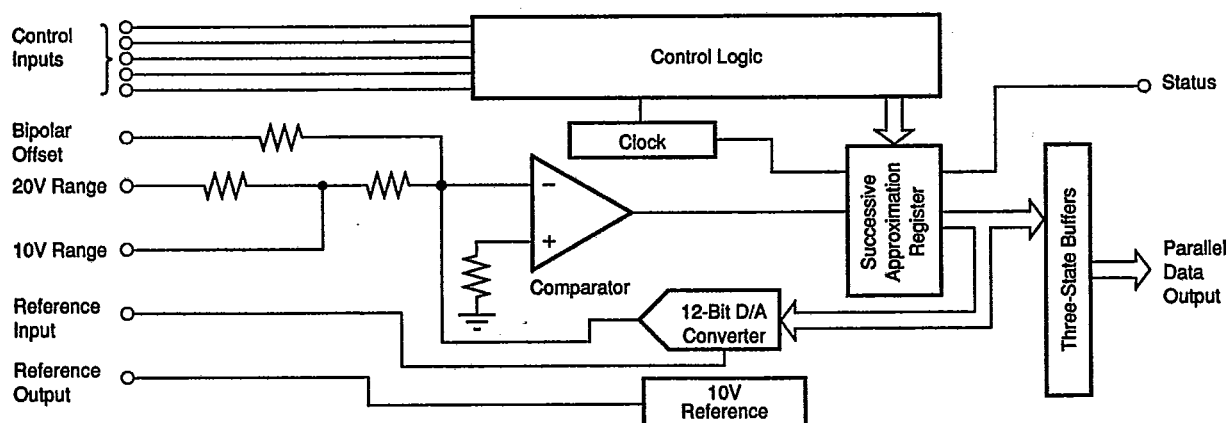 Control
Inputs
Control Logic
Status
Bipolar
Offset
Clock
20V Range
−
Successive
Approximation
Register
Three-State Buffers
10V Range
+
Parallel
Data
Output
Comparator
Reference
Input
12-Bit D/A
Converter
Reference
Output
10V
Reference